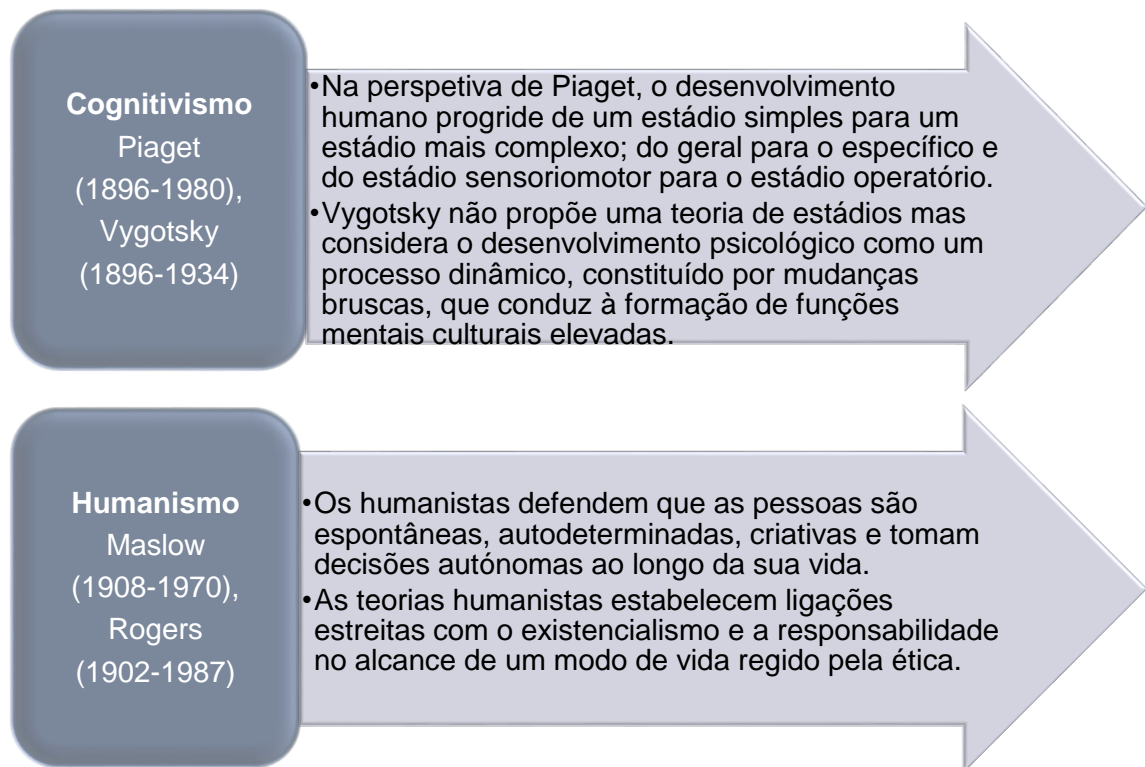 Cognitivismo
Piaget
(1896-1980),
Vygotsky
(1896-1934)
•Na perspetiva de Piaget, o desenvolvimento
humano progride de um estádio simples para um
estádio mais complexo; do geral para o específico e
do estádio sensoriomotor para o estádio operatório.
•Vygotsky não propõe uma teoria de estádios mas
considera o desenvolvimento psicológico como um
processo dinâmico, constituído por mudanças
bruscas, que conduz à formação de funções
mentais culturais elevadas.
Humanismo
Maslow
(1908-1970),
Rogers
(1902-1987)
•Os humanistas defendem que as pessoas são
espontâneas, autodeterminadas, criativas e tomam
decisões autónomas ao longo da sua vida.
•As teorias humanistas estabelecem ligações
estreitas com o existencialismo e a responsabilidade
no alcance de um modo de vida regido pela ética.